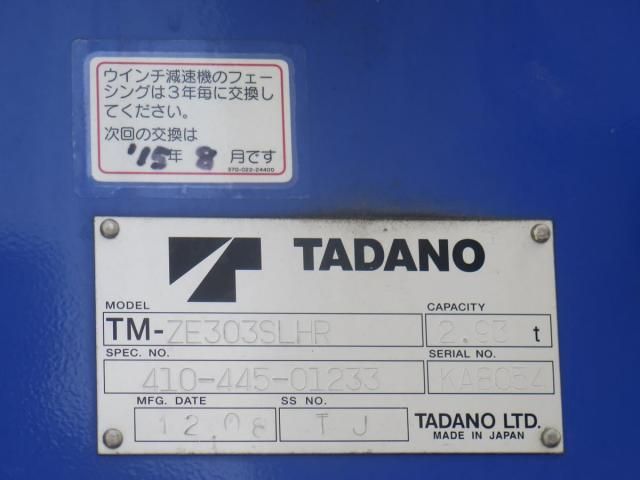 ウインチ減速機のフェー
シングは3年毎に交換し
てください。
次回の交換は
'15年 8 月です
370-022-24400
TADANO
MODEL CAPACITY
TM-ZE303SLHR 2.93 t
SPEC. NO. SERIAL NO.
410-445-01233 KA8054
MFG. DATE SS NO.
12 08 TJ TADANO LTD.
MADE IN JAPAN